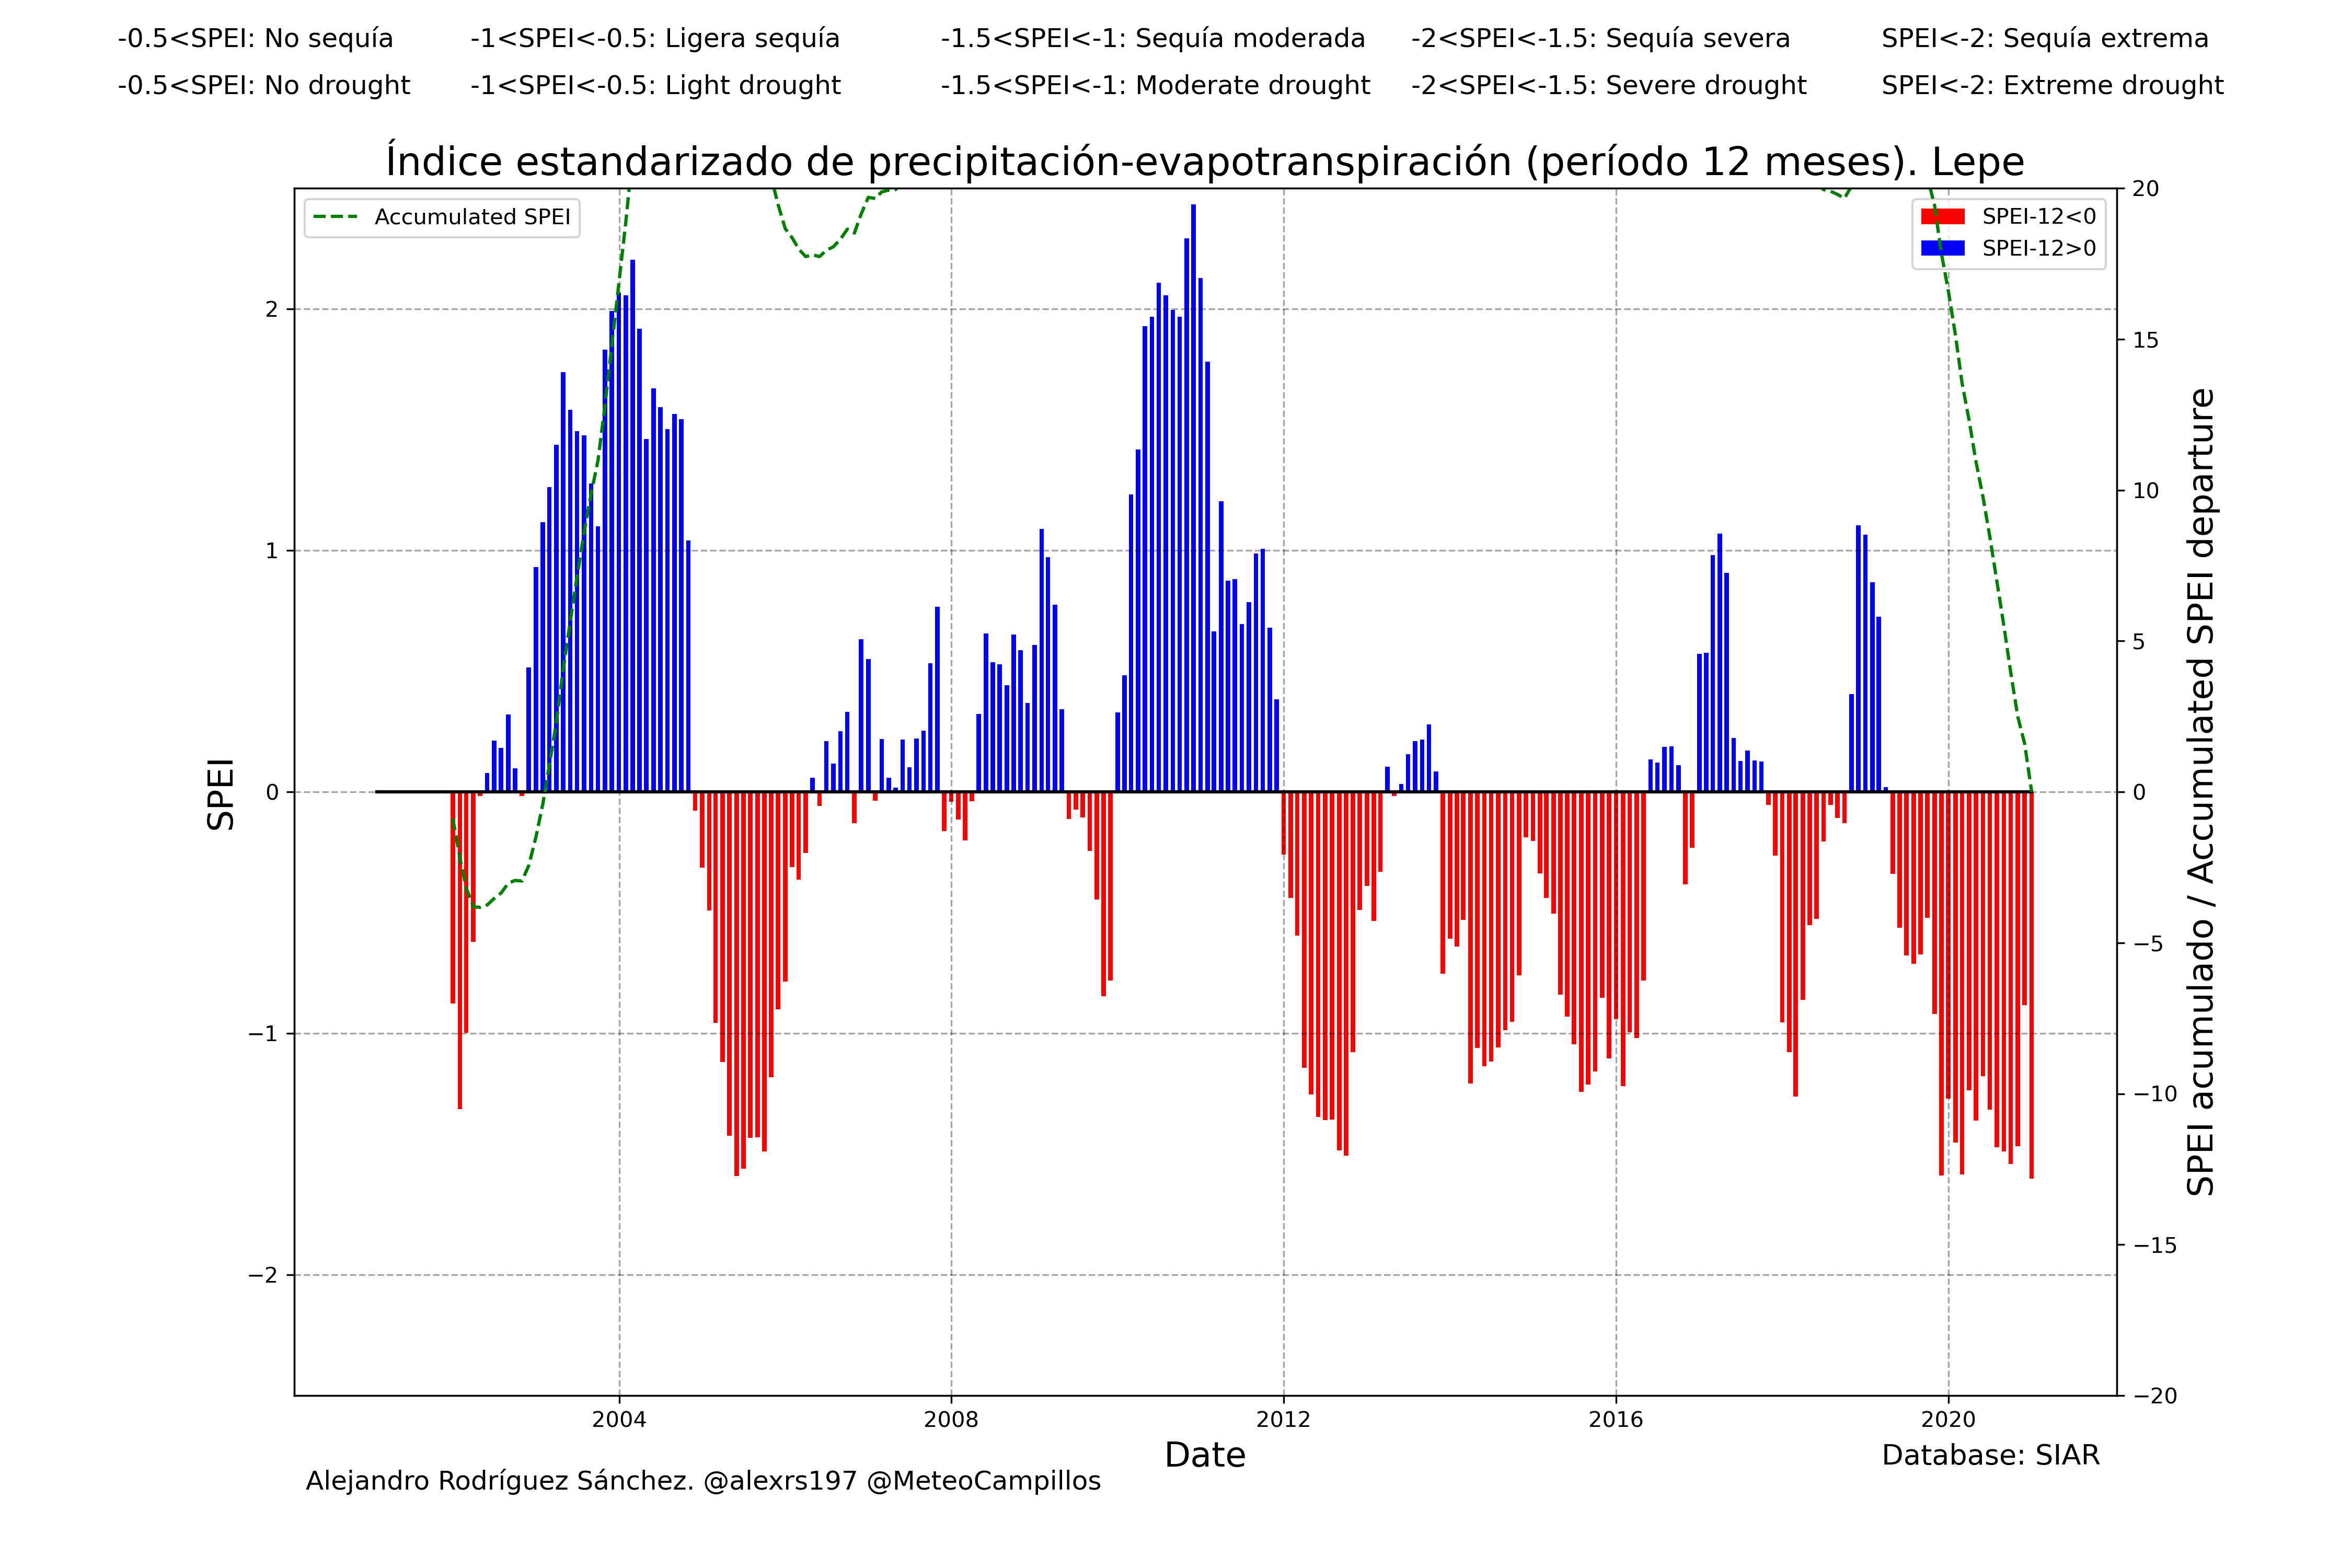 -0.5<SPEI: No sequía -1<SPEI<-0.5: Ligera sequía -1.5<SPEI<-1: Sequía moderada -2<SPEI<-1.5: Sequía severa SPEI<-2: Sequía extrema
-0.5<SPEI: No drought -1<SPEI<-0.5: Light drought -1.5<SPEI<-1: Moderate drought -2<SPEI<-1.5: Severe drought SPEI<-2: Extreme drought
Índice estandarizado de precipitación-evapotranspiración (período 12 meses). Lepe
Accumulated SPEI
SPEI-12<0
SPEI-12>0
SPEI
2
1
0
−1
−2
20
15
10
5
0
−5
−10
−15
−20
SPEI acumulado / Accumulated SPEI departure
2004 2008 2012 2016 2020
Date
Database: SIAR
Alejandro Rodríguez Sánchez. @alexrs197 @MeteoCampillos